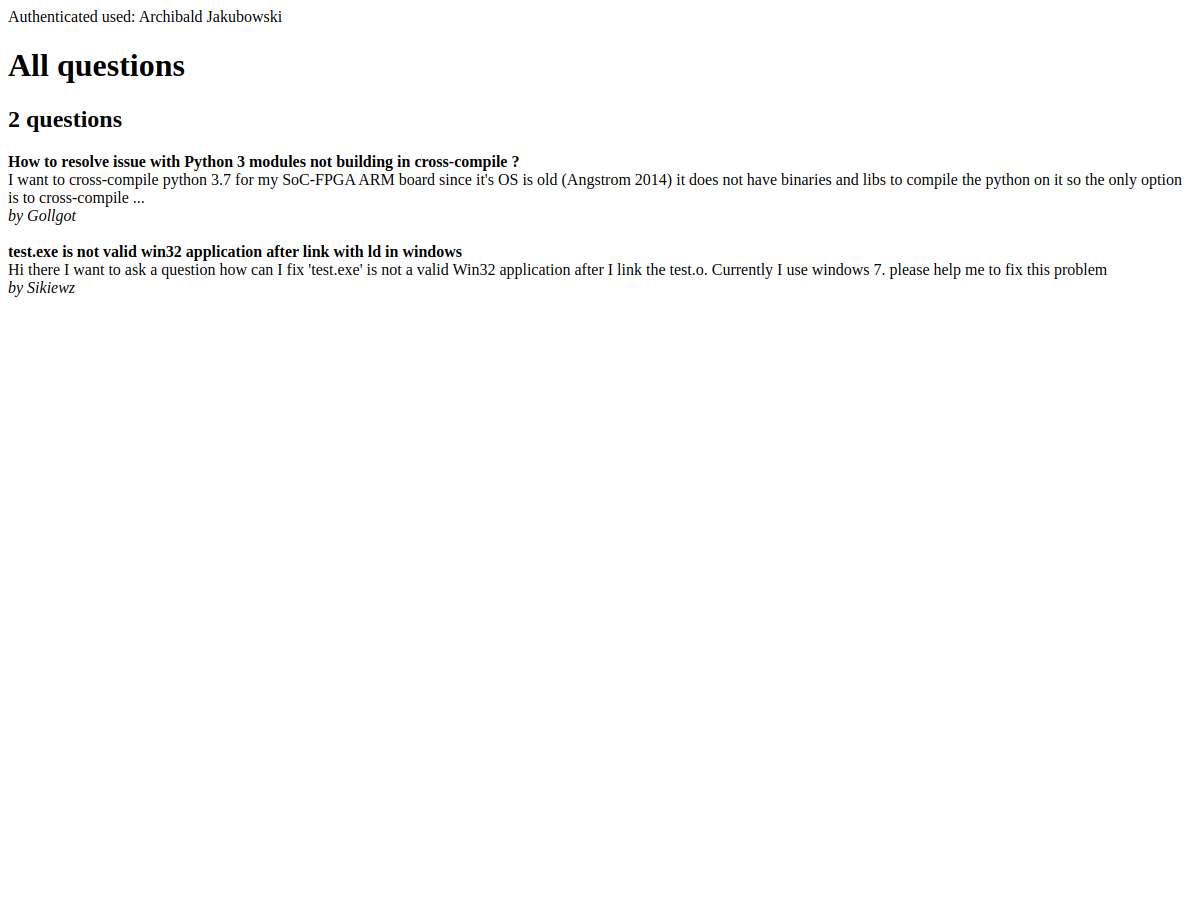 Authenticated used: Archibald Jakubowski
All questions
2 questions
How to resolve issue with Python 3 modules not building in cross-compile ?
I want to cross-compile python 3.7 for my SoC-FPGA ARM board since it's OS is old (Angstrom 2014) it does not have binaries and libs to compile the python on it so the only option
is to cross-compile ...
by Gollgot
test.exe is not valid win32 application after link with ld in windows
Hi there I want to ask a question how can I fix 'test.exe' is not a valid Win32 application after I link the test.o. Currently I use windows 7. please help me to fix this problem
by Sikiewz